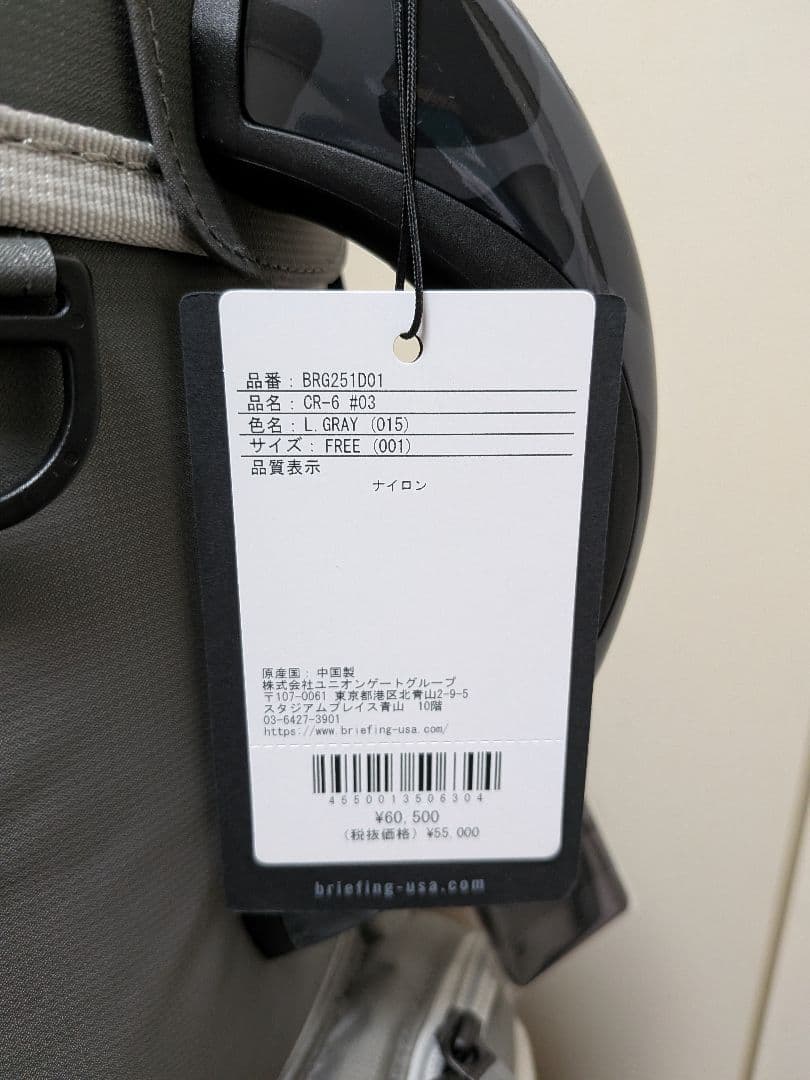 品番：BRG251D01
品名：CR-6 #03
色名：L.GRAY (015)
サイズ：FREE (001)
品質表示
ナイロン
原産国：中国製
株式会社ユニオンゲートグループ
〒107-0061 東京都港区北青山2-9-5
スタジアムプレイス青山　10階
03-6427-3901
https://www.briefing-usa.com/
4550013506304
¥60,500
（税抜価格）¥55,000
briefing-usa.com